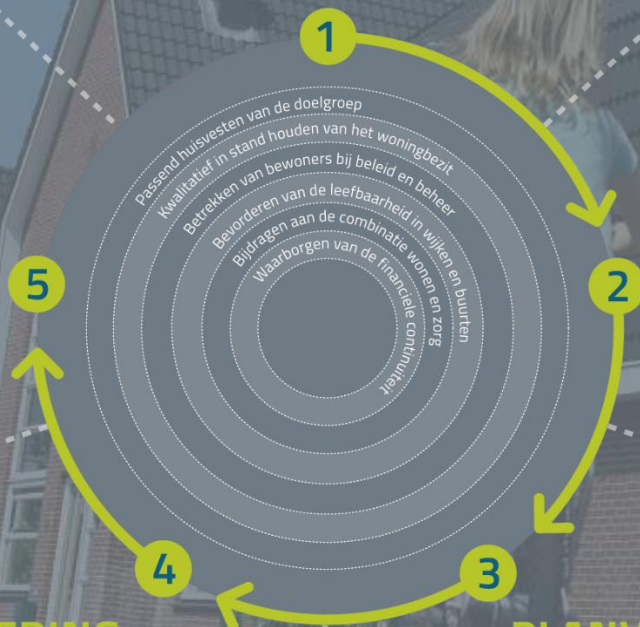 1
Passend huisvesten van de doelgroep
Kwalitatief in stand houden van het woningbezit
Betrekken van bewoners bij beleid en beheer
Bevorderen van de leefbaarheid in wijken en buurten
Bijdragen aan de combinatie wonen en zorg
Waarborgen van de financiele continuiteit
5
2
4
3